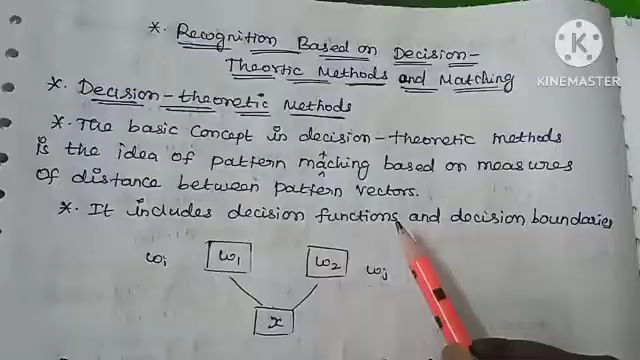 *. Recognition Based on Decision-
Theortic Methods and Matching
*. Decision-theoretic Methods
*. The basic concept in decision-theoretic methods
is the idea of pattern matching based on measures
of distance between pattern vectors.
*. It includes decision functions and decision boundaries
ωi ω1 ω2 ωj
x
K
KINEMASTER